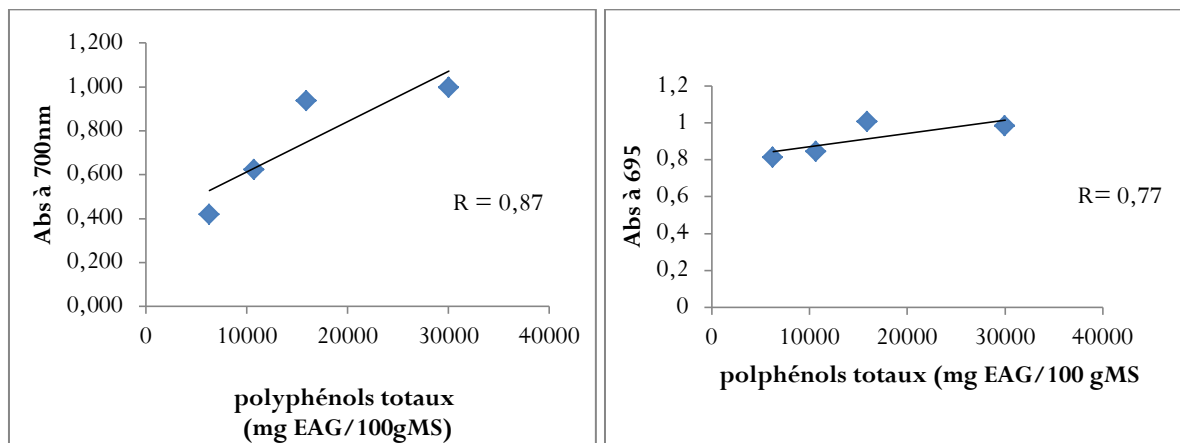 1,200
1,000
0,800
0,600
0,400
0,200
0,000
Abs à 700nm
R = 0,87
0 10000 20000 30000 40000
polyphénols totaux
(mg EAG/100gMS)
1,2
1
0,8
0,6
0,4
0,2
0
Abs à 695
R= 0,77
0 10000 20000 30000 40000
polphénols totaux (mg EAG/100 gMS